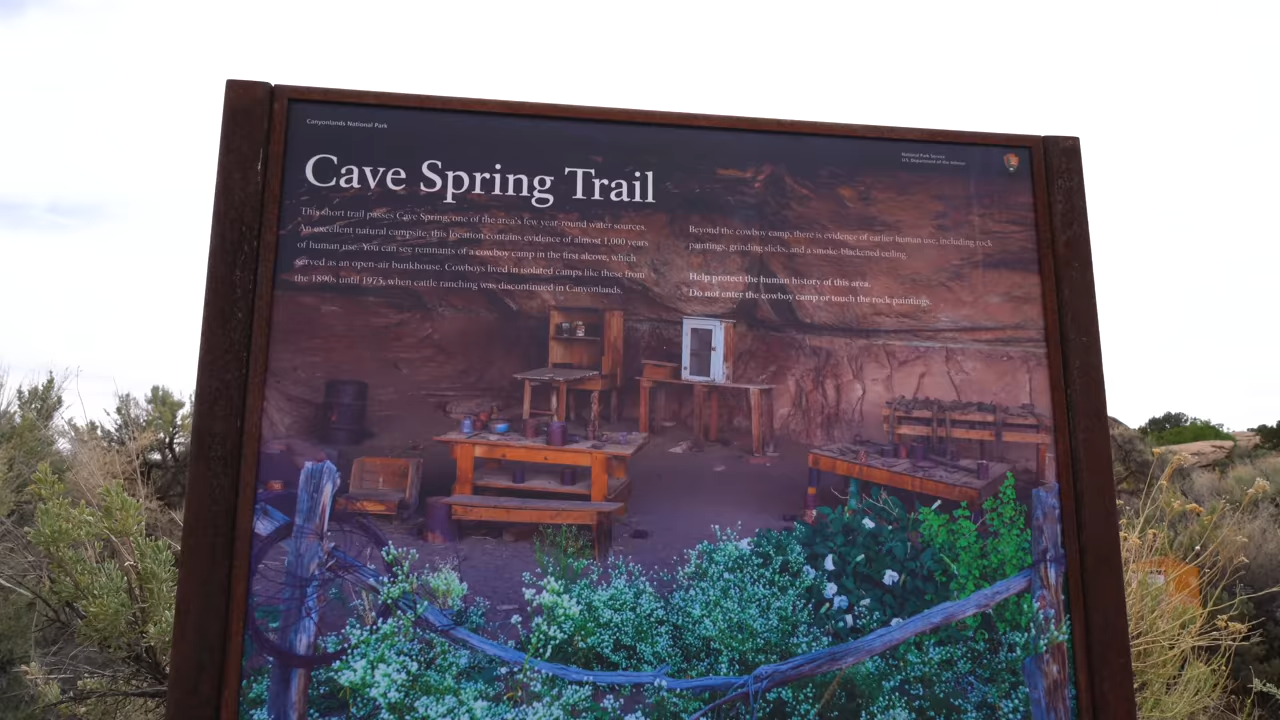 Canyonlands National Park
National Park Service
U.S. Department of the Interior
Cave Spring Trail
This short trail passes Cave Spring, one of the area's few year-round water sources.
An excellent natural campsite, this location contains evidence of almost 1,000 years
of human use. You can see remnants of a cowboy camp in the first alcove, which
served as an open-air bunkhouse. Cowboys lived in isolated camps like these from
the 1890s until 1975, when cattle ranching was discontinued in Canyonlands.
Beyond the cowboy camp, there is evidence of earlier human use, including rock
paintings, grinding slicks, and a smoke-blackened ceiling.
Help protect the human history of this area.
Do not enter the cowboy camp or touch the rock paintings.